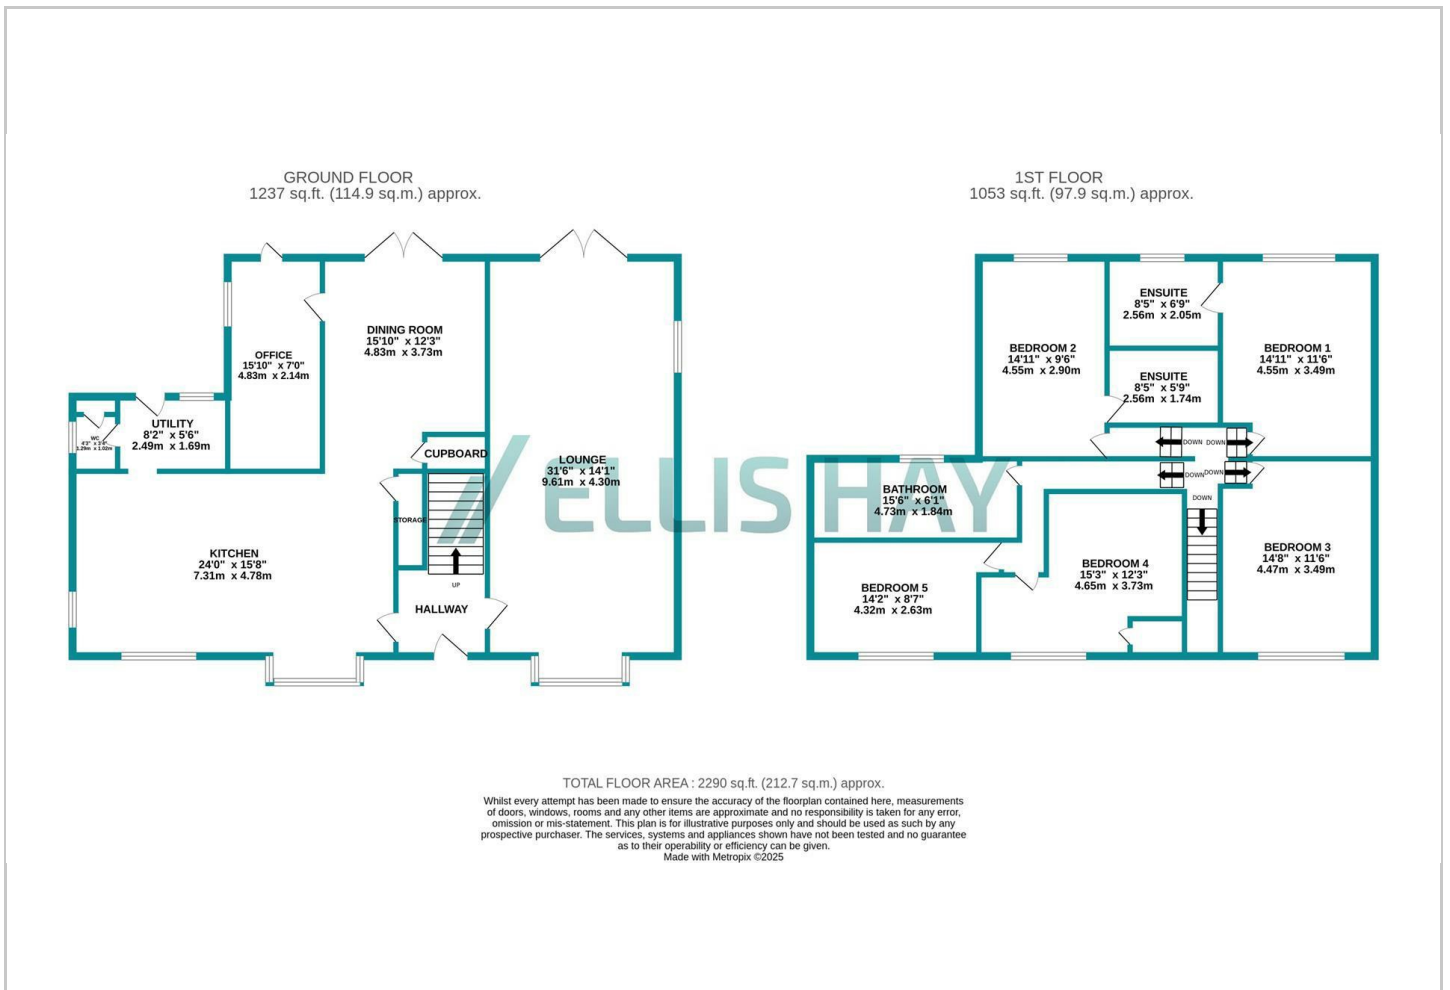 GROUND FLOOR
1237 sq.ft. (114.9 sq.m.) approx.
1ST FLOOR
1053 sq.ft. (97.9 sq.m.) approx.
OFFICE
15'10" x 7'0"
4.83m x 2.14m
DINING ROOM
15'10" x 12'3"
4.83m x 3.73m
UTILITY
8'2" x 5'6"
2.49m x 1.69m
WC
4'3" x 3'4"
1.29m x 1.02m
CUPBOARD
LOUNGE
31'6" x 14'1"
9.61m x 4.30m
STORAGE
KITCHEN
24'0" x 15'8"
7.31m x 4.78m
UP
HALLWAY
ELLIS HAY
BEDROOM 2
14'11" x 9'6"
4.55m x 2.90m
ENSUITE
8'5" x 6'9"
2.56m x 2.05m
BEDROOM 1
14'11" x 11'6"
4.55m x 3.49m
ENSUITE
8'5" x 5'9"
2.56m x 1.74m
DOWN
DOWN
DOWN
DOWN
DOWN
BATHROOM
15'6" x 6'1"
4.73m x 1.84m
BEDROOM 5
14'2" x 8'7"
4.32m x 2.63m
BEDROOM 4
15'3" x 12'3"
4.65m x 3.73m
BEDROOM 3
14'8" x 11'6"
4.47m x 3.49m
TOTAL FLOOR AREA : 2290 sq.ft. (212.7 sq.m.) approx.
Whilst every attempt has been made to ensure the accuracy of the floorplan contained here, measurements
of doors, windows, rooms and any other items are approximate and no responsibility is taken for any error,
omission or mis-statement. This plan is for illustrative purposes only and should be used as such by any
prospective purchaser. The services, systems and appliances shown have not been tested and no guarantee
as to their operability or efficiency can be given.
Made with Metropix ©2025